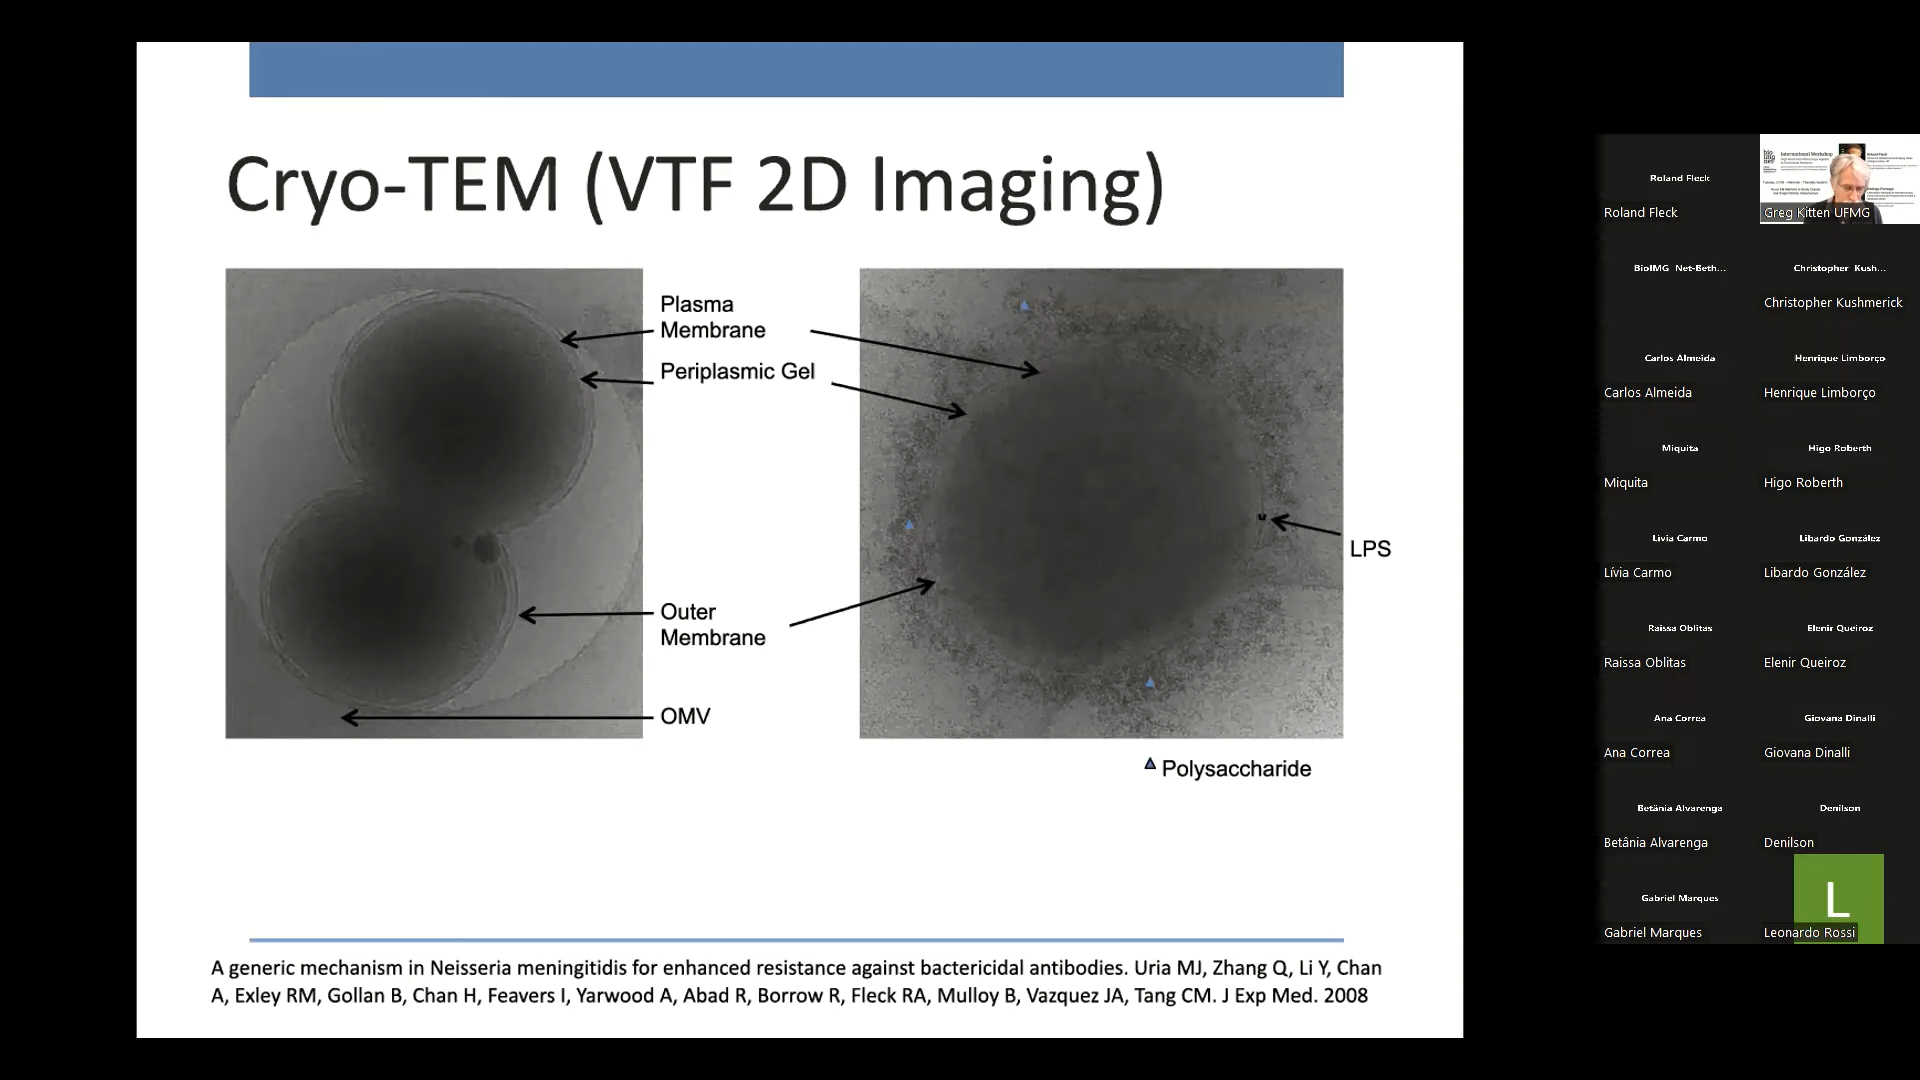 Cryo-TEM (VTF 2D Imaging)
Plasma
Membrane
Periplasmic Gel
Outer
Membrane
OMV
LPS
Polysaccharide
A generic mechanism in Neisseria meningitidis for enhanced resistance against bactericidal antibodies. Uria MJ, Zhang Q, Li Y, Chan
A, Exley RM, Gollan B, Chan H, Feavers I, Yarwood A, Abad R, Borrow R, Fleck RA, Mulloy B, Vazquez JA, Tang CM. J Exp Med. 2008
Roland Fleck
Roland Fleck
International Workshop
Greg Kitten UFMG
BioIMG Net-Beth...
Christopher Kush...
Christopher Kushmerick
Carlos Almeida
Carlos Almeida
Henrique Limborço
Henrique Limborço
Miquita
Miquita
Higo Roberth
Higo Roberth
Lívia Carmo
Lívia Carmo
Libardo González
Libardo González
Raissa Oblitas
Raissa Oblitas
Elenir Queiroz
Elenir Queiroz
Ana Correa
Ana Correa
Giovana Dinalli
Giovana Dinalli
Betânia Alvarenga
Betânia Alvarenga
Denilson
Denilson
Gabriel Marques
Gabriel Marques
L
Leonardo Rossi